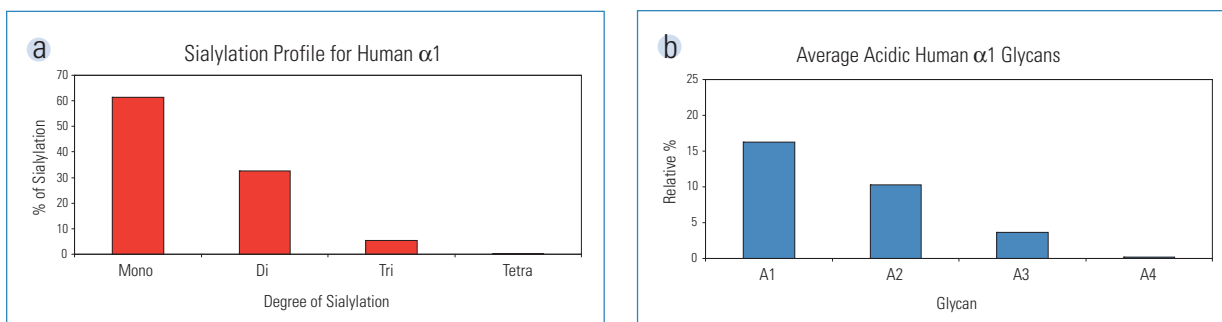 a
Sialylation Profile for Human α1
70
60
50
40
30
20
10
0
% of Sialylation
Mono Di Tri Tetra
Degree of Sialylation
b
Average Acidic Human α1 Glycans
25
20
15
10
5
0
Relative %
A1 A2 A3 A4
Glycan